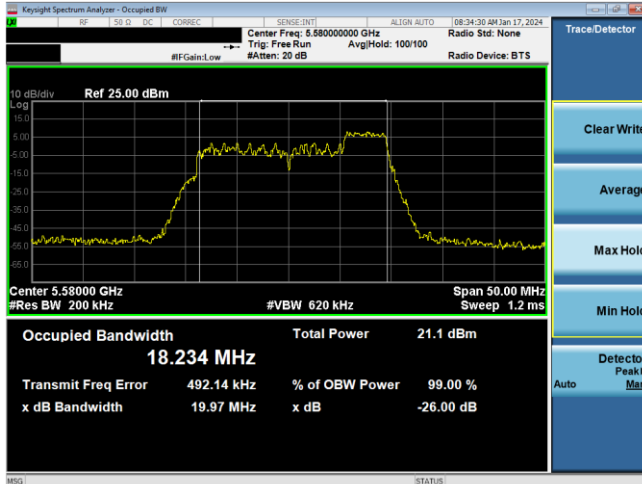 Keysight Spectrum Analyzer - Occupied BW
RF 50 Ω DC CORREC SENSE:INT ALIGN AUTO 08:34:30 AM Jan 17, 2024
Center Freq: 5.580000000 GHz Radio Std: None
Trig: Free Run Avg|Hold: 100/100
#IFGain:Low #Atten: 20 dB Radio Device: BTS
10 dB/div Ref 25.00 dBm
Log
15.0
5.00
-5.00
-15.0
-25.0
-35.0
-45.0
-55.0
-65.0
Center 5.58000 GHz Span 50.00 MHz
#Res BW 200 kHz #VBW 620 kHz Sweep 1.2 ms
Occupied Bandwidth Total Power 21.1 dBm
18.234 MHz
Transmit Freq Error 492.14 kHz % of OBW Power 99.00 %
x dB Bandwidth 19.97 MHz x dB -26.00 dB
MSG STATUS
Trace/Detector
Clear Write
Average
Max Hold
Min Hold
Detecto
Peak
Auto Ma